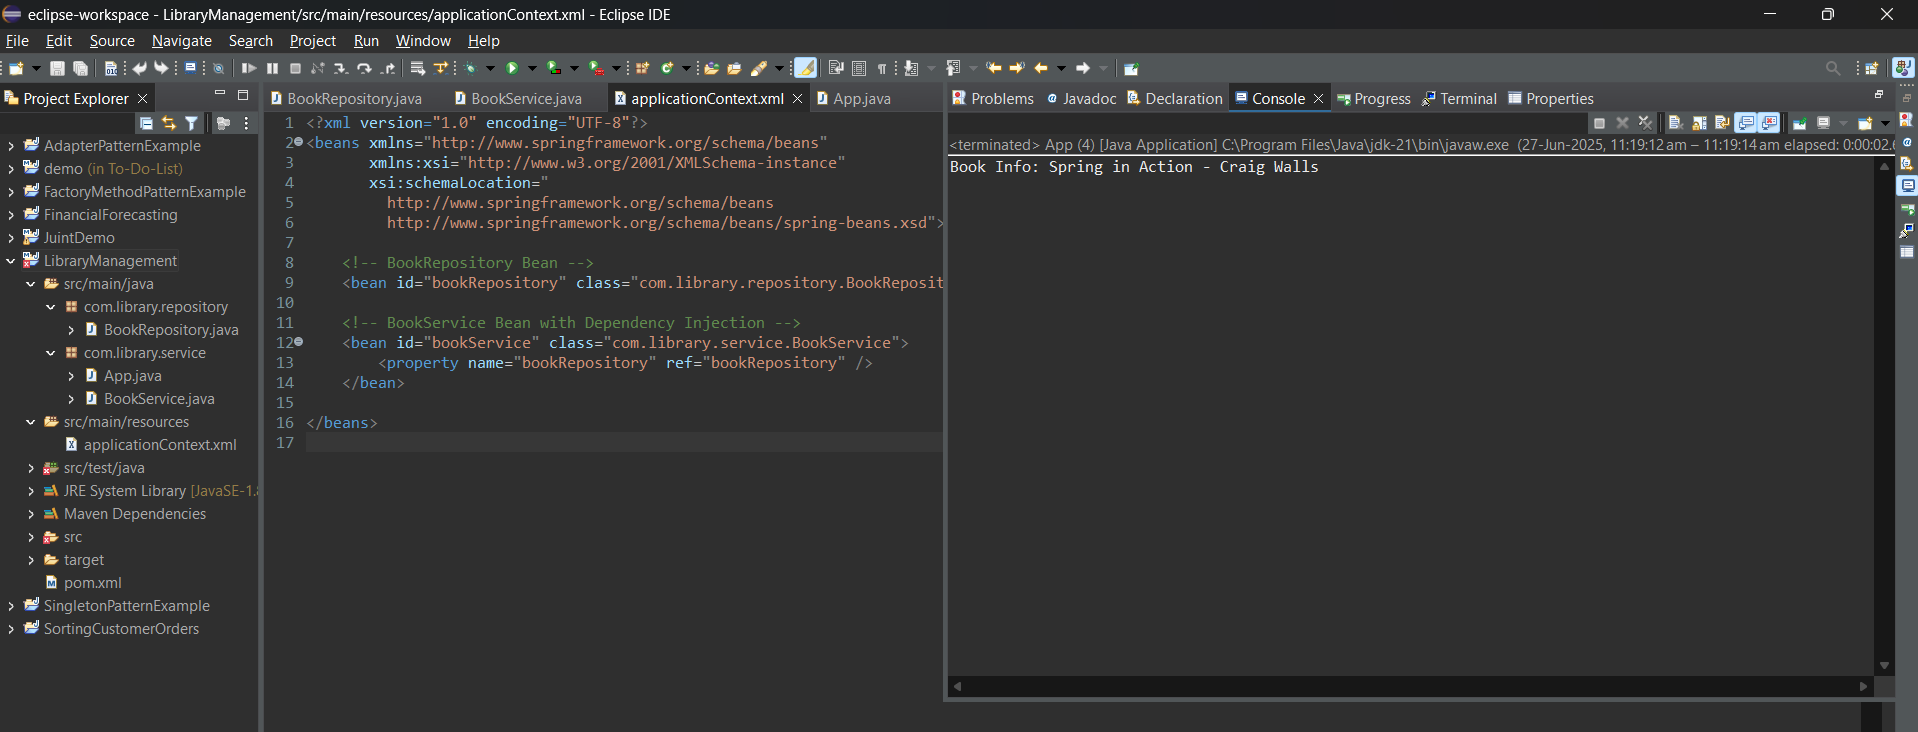 eclipse-workspace - LibraryManagement/src/main/resources/applicationContext.xml - Eclipse IDE
File Edit Source Navigate Search Project Run Window Help
Project Explorer
AdapterPatternExample
demo (in To-Do-List)
FactoryMethodPatternExample
FinancialForecasting
JuintDemo
LibraryManagement
src/main/java
com.library.repository
BookRepository.java
com.library.service
App.java
BookService.java
src/main/resources
applicationContext.xml
src/test/java
JRE System Library [JavaSE-1.
Maven Dependencies
src
target
pom.xml
SingletonPatternExample
SortingCustomerOrders
BookRepository.java BookService.java applicationContext.xml App.java
1 <?xml version="1.0" encoding="UTF-8"?>
2 <beans xmlns="http://www.springframework.org/schema/beans"
3 xmlns:xsi="http://www.w3.org/2001/XMLSchema-instance"
4 xsi:schemaLocation="
5 http://www.springframework.org/schema/beans
6 http://www.springframework.org/schema/beans/spring-beans.xsd">
7
8 <!-- BookRepository Bean -->
9 <bean id="bookRepository" class="com.library.repository.BookReposit
10
11 <!-- BookService Bean with Dependency Injection -->
12 <bean id="bookService" class="com.library.service.BookService">
13 <property name="bookRepository" ref="bookRepository" />
14 </bean>
15
16 </beans>
17
Problems Javadoc Declaration Console Progress Terminal Properties
<terminated> App (4) [Java Application] C:\Program Files\Java\jdk-21\bin\javaw.exe (27-Jun-2025, 11:19:12 am – 11:19:14 am elapsed: 0:00:02.
Book Info: Spring in Action - Craig Walls